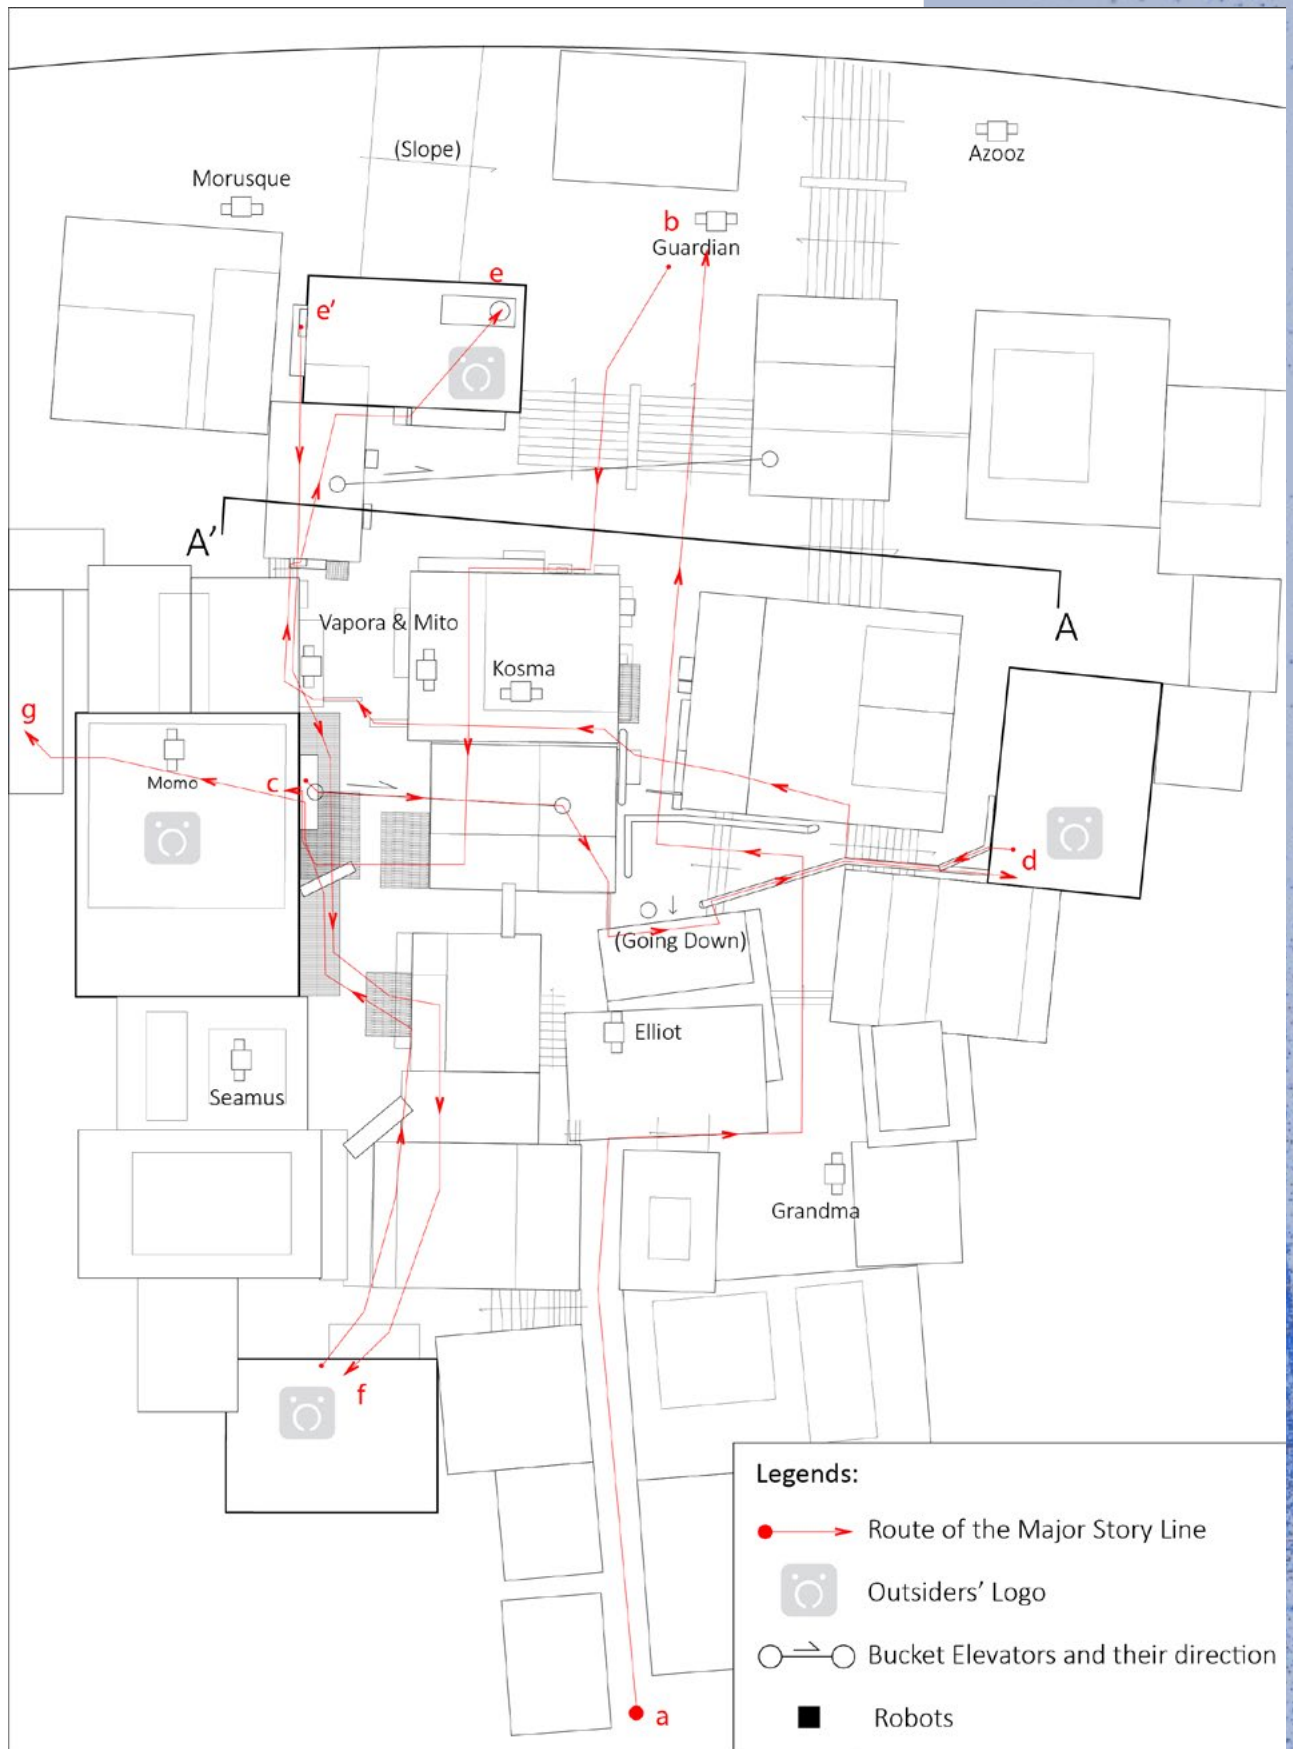 Azooz
(Slope)
Morusque
b
Guardian
e
e'
A'
A
Vapora & Mito
Kosma
g
Momo
c
d
(Going Down)
Elliot
Seamus
Grandma
f
Legends:
Route of the Major Story Line
Outsiders' Logo
Bucket Elevators and their direction
Robots
a